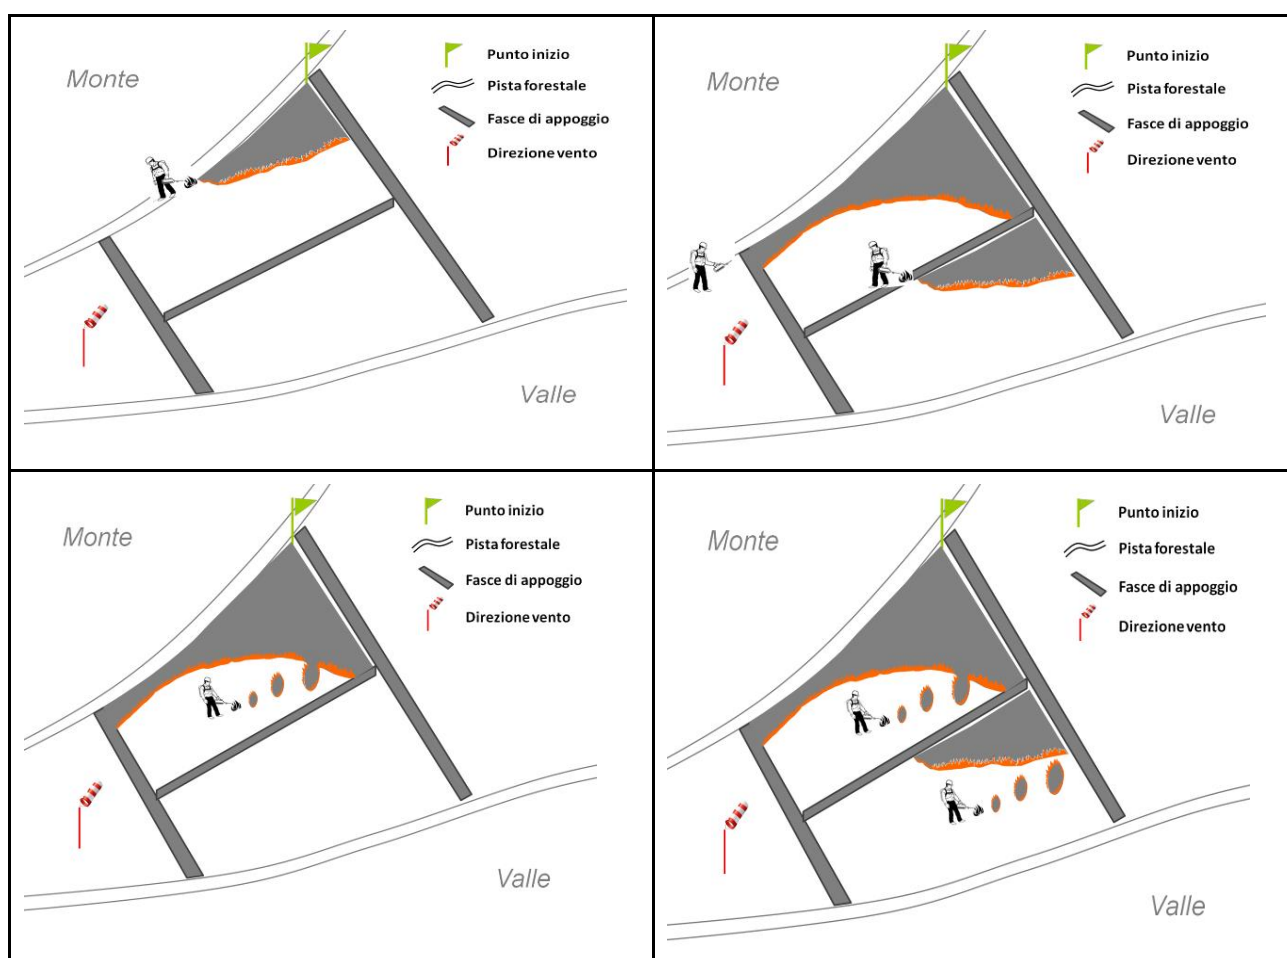 Monte
Punto inizio
Pista forestale
Fasce di appoggio
Direzione vento
Valle
Monte
Punto inizio
Pista forestale
Fasce di appoggio
Direzione vento
Valle
Monte
Punto inizio
Pista forestale
Fasce di appoggio
Direzione vento
Valle
Monte
Punto inizio
Pista forestale
Fasce di appoggio
Direzione vento
Valle